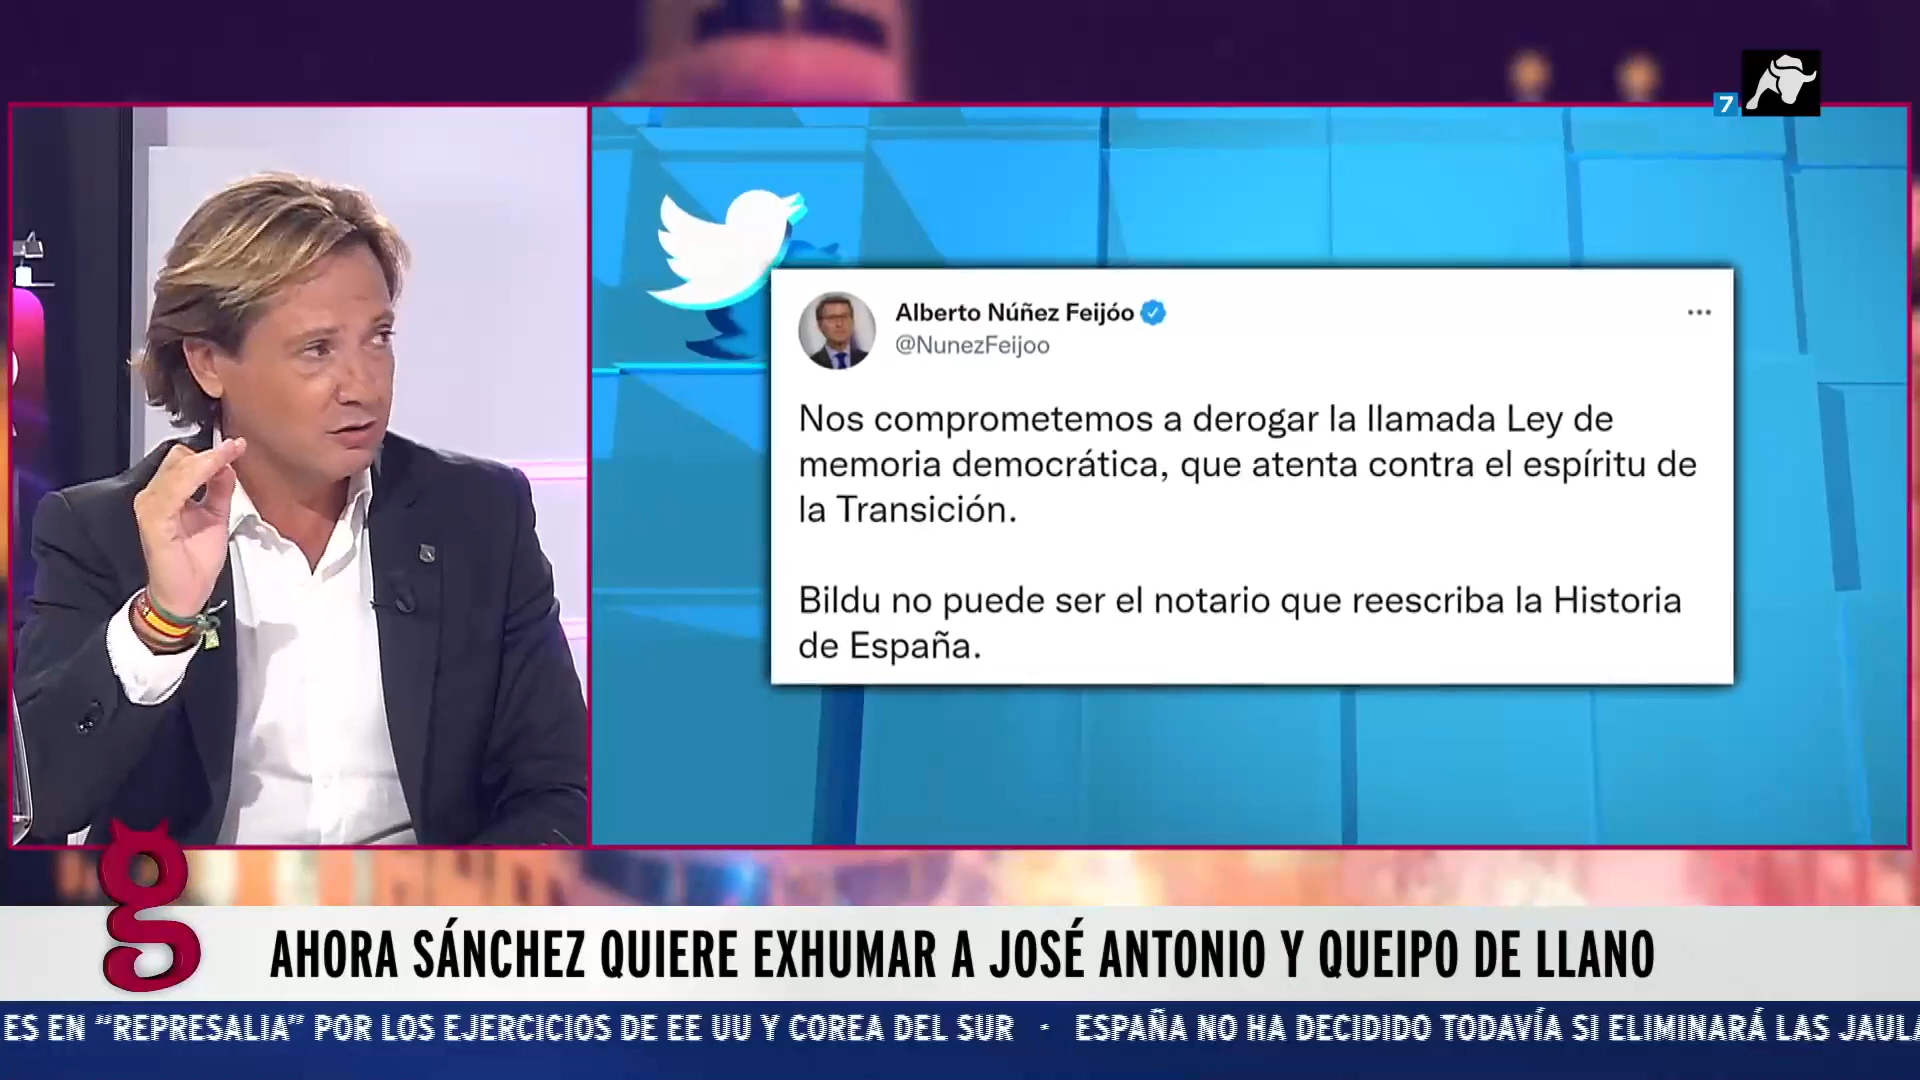 7
Alberto Núñez Feijóo
@NunezFeijoo
Nos comprometemos a derogar la llamada Ley de
memoria democrática, que atenta contra el espíritu de
la Transición.
Bildu no puede ser el notario que reescriba la Historia
de España.
g
AHORA SÁNCHEZ QUIERE EXHUMAR A JOSÉ ANTONIO Y QUEIPO DE LLANO
ES EN “REPRESALIA” POR LOS EJERCICIOS DE EE UU Y COREA DEL SUR · ESPAÑA NO HA DECIDIDO TODAVÍA SI ELIMINARÁ LAS JAULA